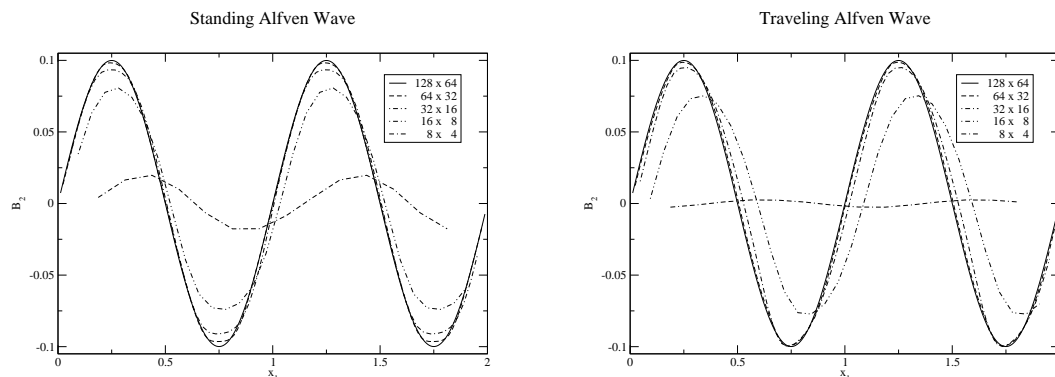 Standing Alfven Wave
0.1
0.05
0
-0.05
-0.1
B2
128 x 64
64 x 32
32 x 16
16 x 8
8 x 4
0
0.5
1
1.5
2
Traveling Alfven Wave
0.1
0.05
0
-0.05
-0.1
B2
128 x 64
64 x 32
32 x 16
16 x 8
8 x 4
0
0.5
1
1.5